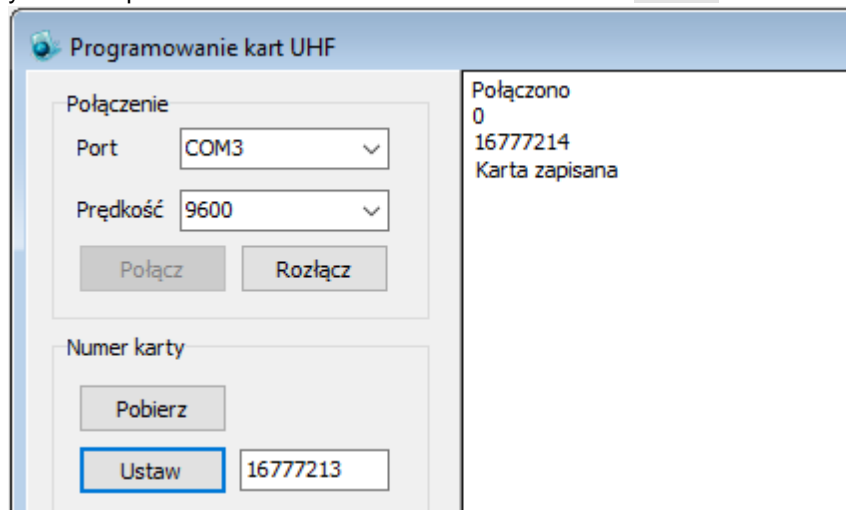 Programowanie kart UHF
Połączenie
Port COM3
Prędkość 9600
Połącz Rozłącz
Numer karty
Pobierz
Ustaw 16777213
Połączono
0
16777214
Karta zapisana